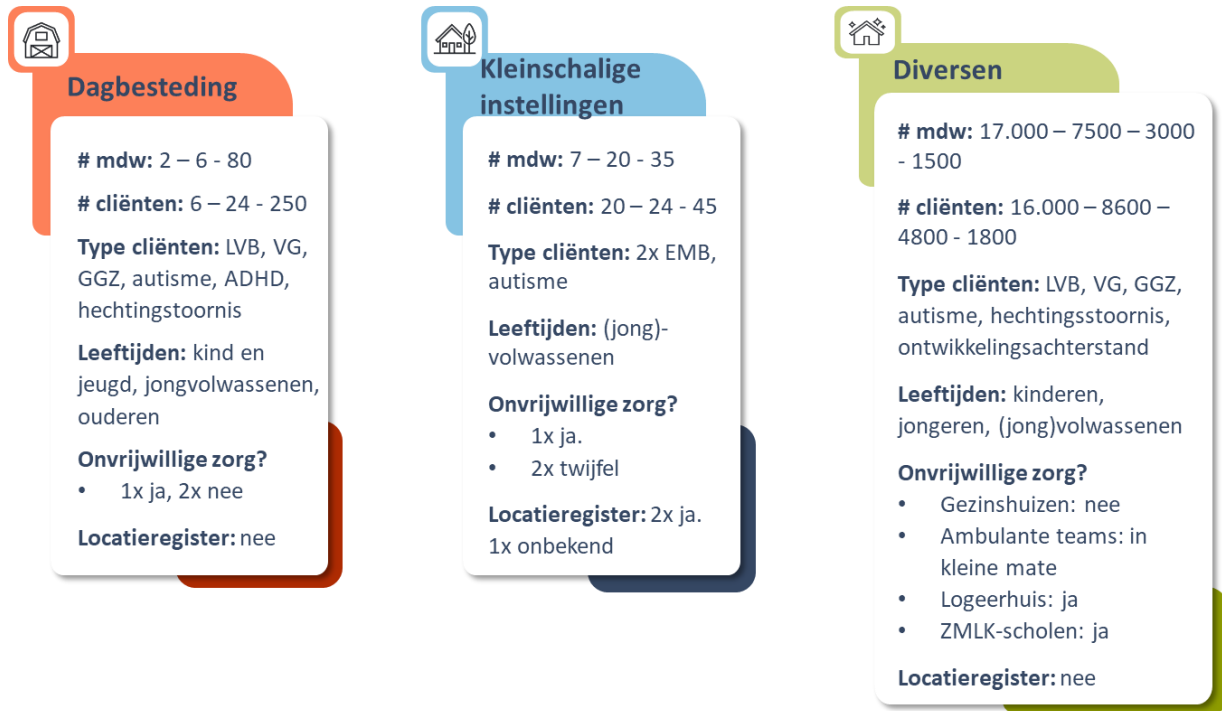 Dagbesteding
# mdw: 2 – 6 - 80
# cliënten: 6 – 24 - 250
Type cliënten: LVB, VG,
GGZ, autisme, ADHD,
hechtingstoornis
Leeftijden: kind en
jeugd, jongvolwassenen,
ouderen
Onvrijwillige zorg?
• 1x ja, 2x nee
Locatieregister: nee
Kleinschalige
instellingen
# mdw: 7 – 20 - 35
# cliënten: 20 – 24 - 45
Type cliënten: 2x EMB,
autisme
Leeftijden: (jong)-
volwassenen
Onvrijwillige zorg?
• 1x ja.
• 2x twijfel
Locatieregister: 2x ja.
1x onbekend
Diversen
# mdw: 17.000 – 7500 – 3000
- 1500
# cliënten: 16.000 – 8600 –
4800 - 1800
Type cliënten: LVB, VG, GGZ,
autisme, hechtingsstoornis,
ontwikkelingsachterstand
Leeftijden: kinderen,
jongeren, (jong)volwassenen
Onvrijwillige zorg?
• Gezinshuizen: nee
• Ambulante teams: in
kleine mate
• Logeerhuis: ja
• ZMLK-scholen: ja
Locatieregister: nee